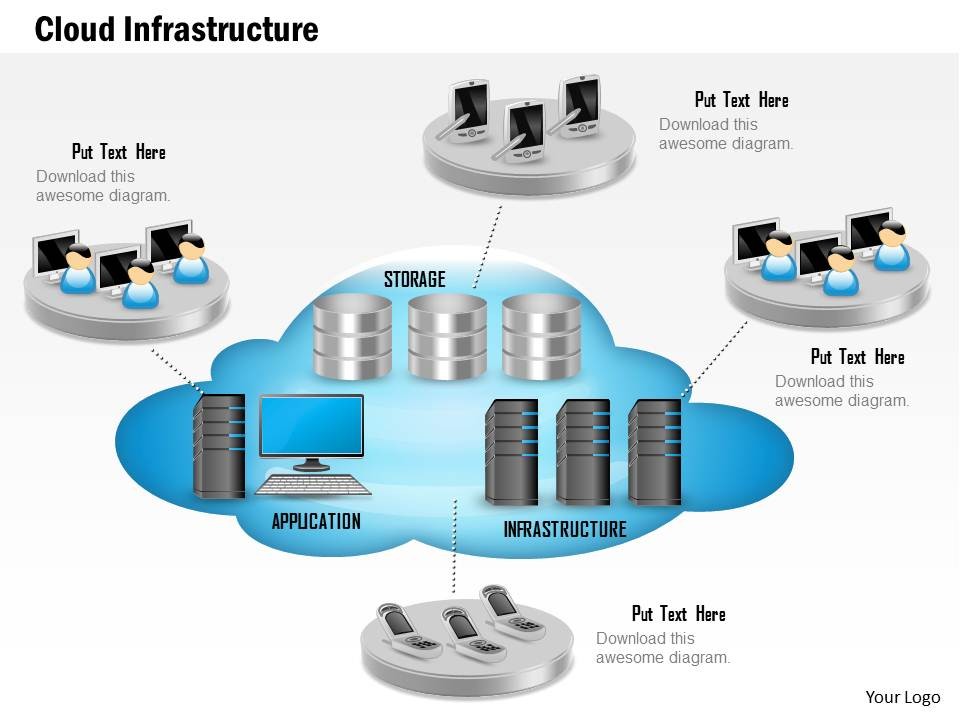 Cloud Infrastructure
Put Text Here
Download this
awesome diagram.
Put Text Here
Download this
awesome diagram.
STORAGE
Put Text Here
Download this
awesome diagram.
APPLICATION
INFRASTRUCTURE
Put Text Here
Download this
awesome diagram.
Your Logo